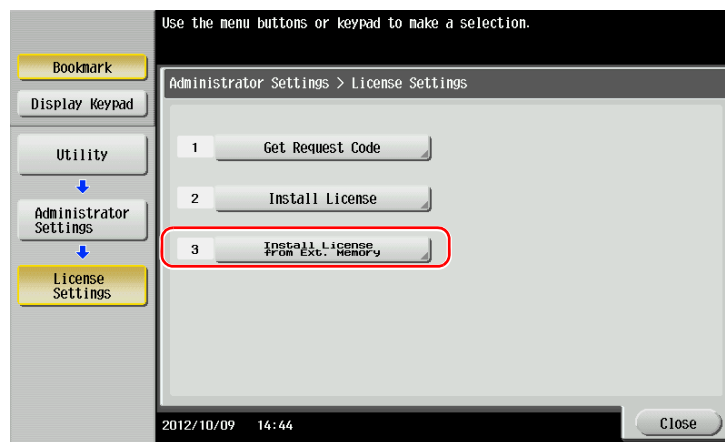 Use the menu buttons or keypad to make a selection.
Bookmark
Display Keypad
Utility
Administrator
Settings
License
Settings
Administrator Settings > License Settings
1 Get Request Code
2 Install License
3 Install License
from Ext. Memory
2012/10/09 14:44
Close